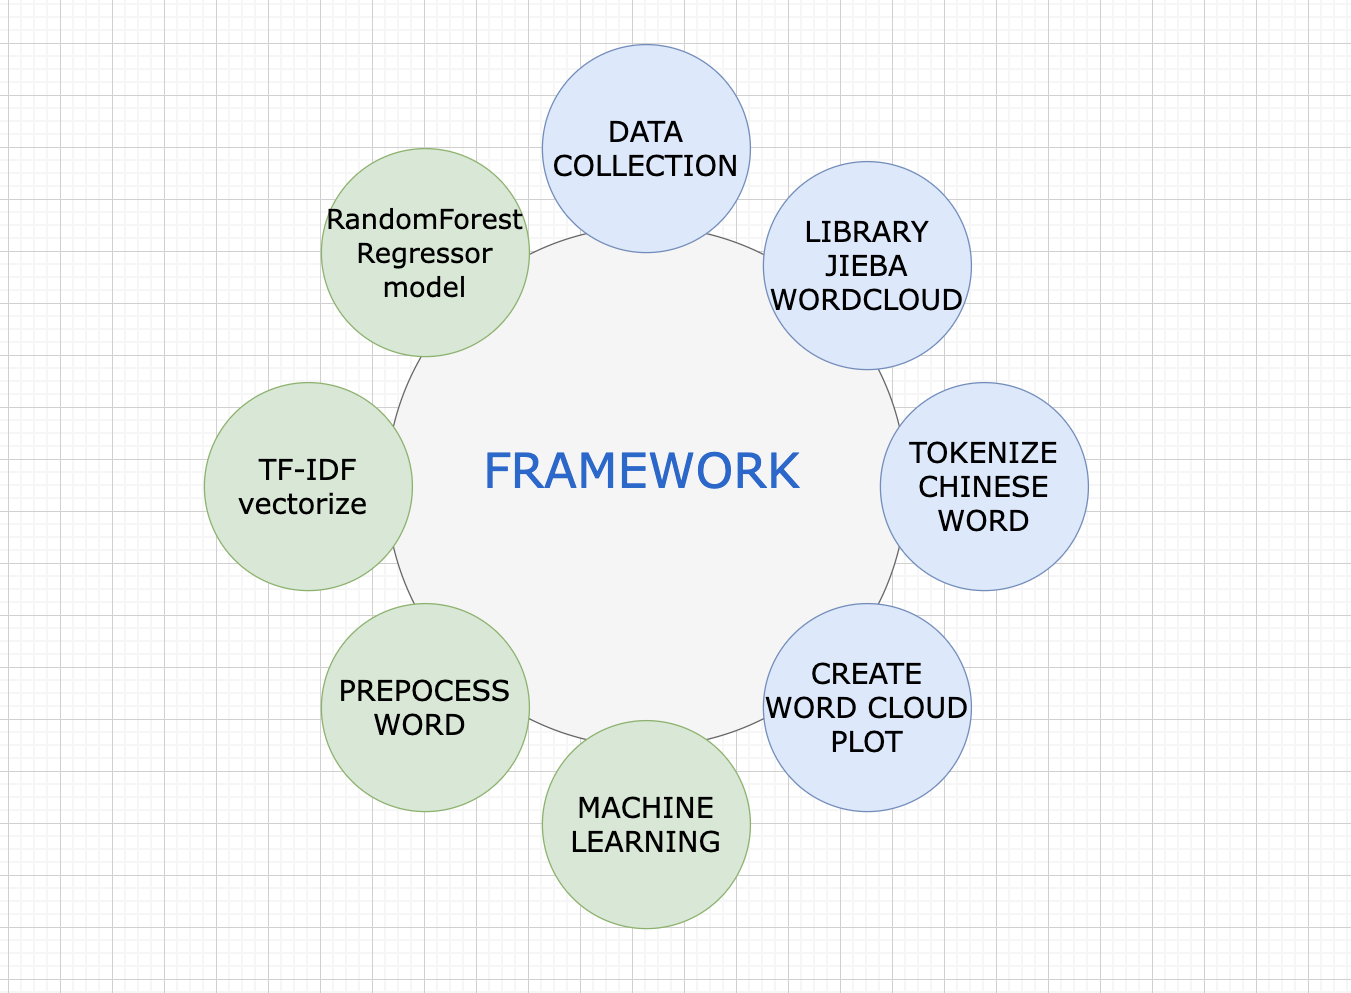 DATA
COLLECTION
LIBRARY
JIEBA
WORDCLOUD
TOKENIZE
CHINESE
WORD
CREATE
WORD CLOUD
PLOT
MACHINE
LEARNING
PREPOCESS
WORD
TF-IDF
vectorize
RandomForest
Regressor
model
FRAMEWORK